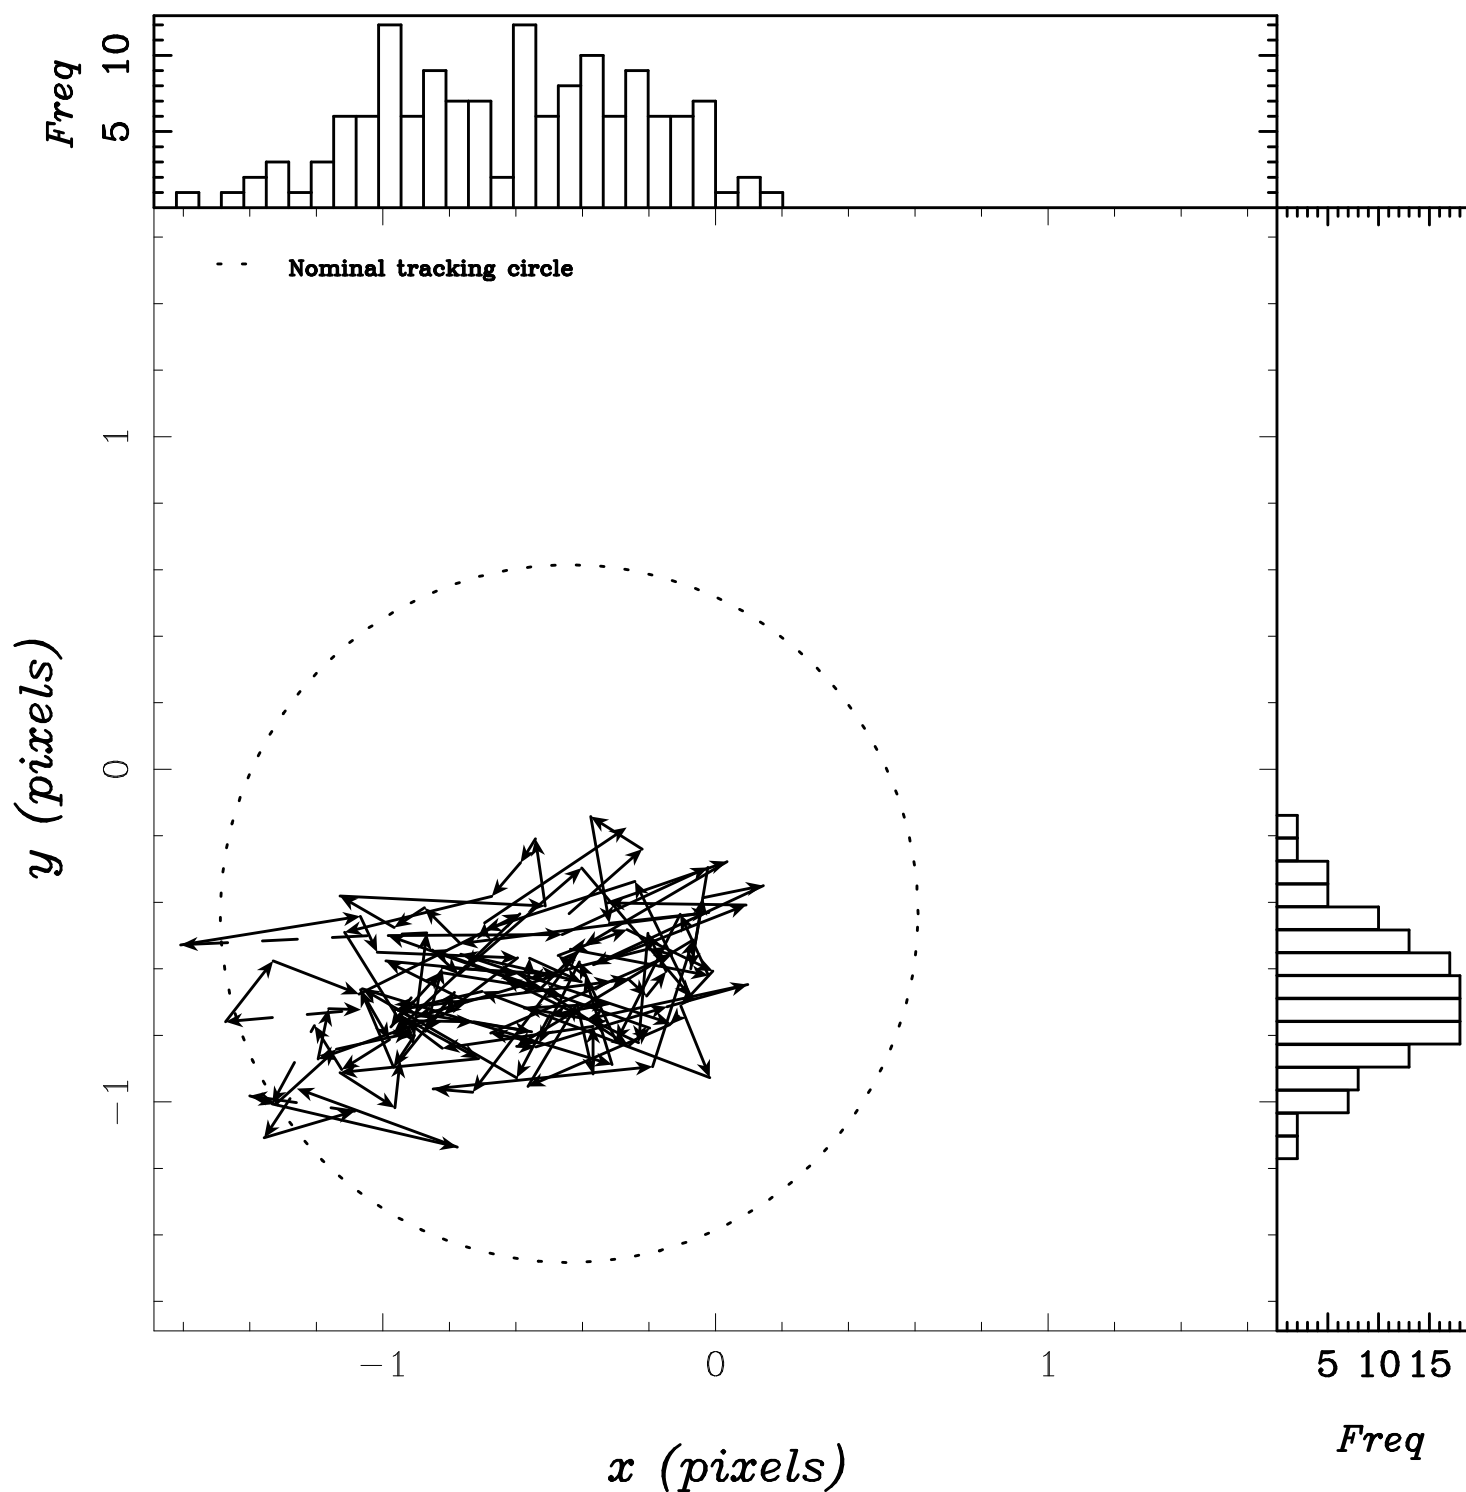 Freq
10
5
Nominal tracking circle
1
0
−1
y (pixels)
−1 0 1
5 10 15
Freq
x (pixels)